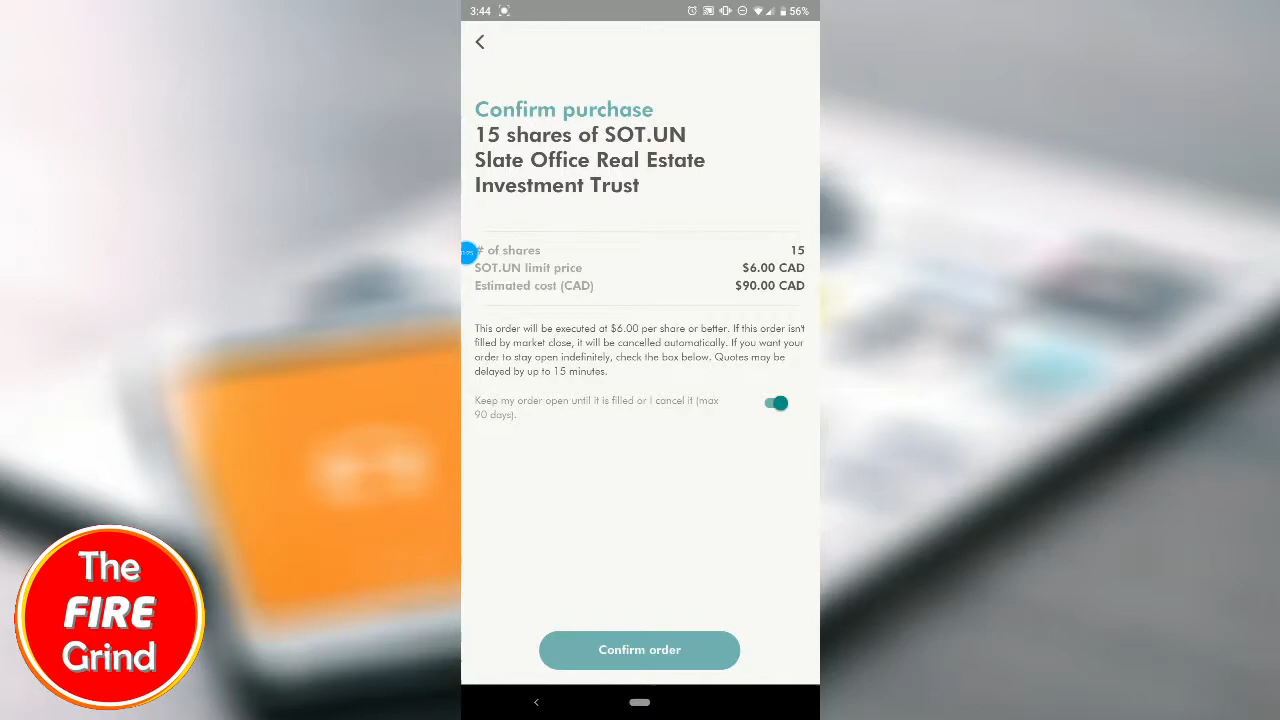 3:44
56%
Confirm purchase
15 shares of SOT.UN
Slate Office Real Estate
Investment Trust
# of shares 15
SOT.UN limit price $6.00 CAD
Estimated cost (CAD) $90.00 CAD
This order will be executed at $6.00 per share or better. If this order isn't
filled by market close, it will be cancelled automatically. If you want your
order to stay open indefinitely, check the box below. Quotes may be
delayed by up to 15 minutes.
Keep my order open until it is filled or I cancel it (max
90 days).
Confirm order
The
FIRE
Grind